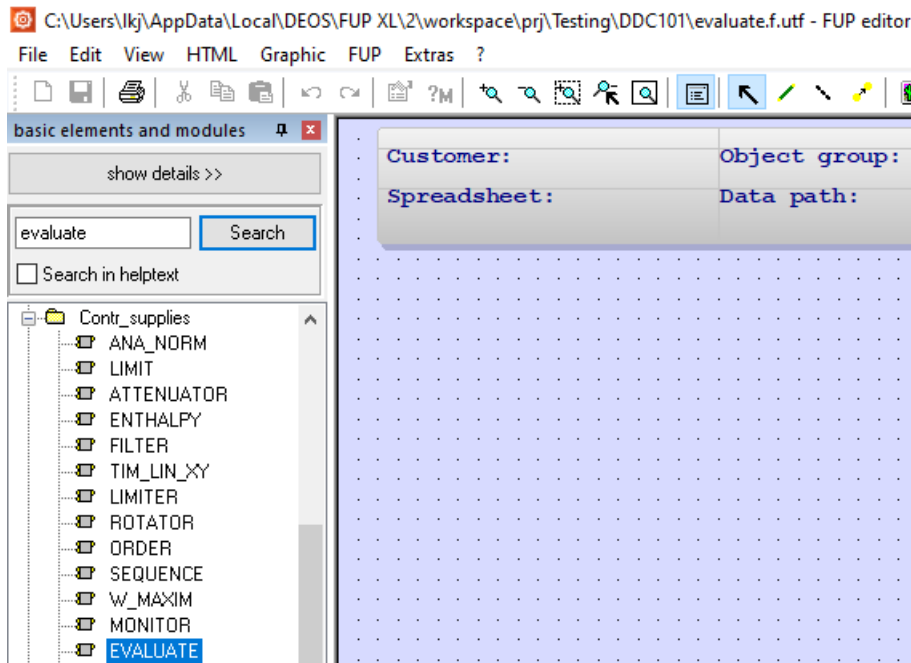 C:\Users\lkj\AppData\Local\DEOS\FUP XL\2\workspace\prj\Testing\DDC101\evaluate.f.utf - FUP editor
File Edit View HTML Graphic FUP Extras ?
?M
basic elements and modules
show details >>
evaluate Search
Search in helptext
Customer: Object group:
Spreadsheet: Data path:
Contr_supplies
ANA_NORM
LIMIT
ATTENUATOR
ENTHALPY
FILTER
TIM_LIN_XY
LIMITER
ROTATOR
ORDER
SEQUENCE
W_MAXIM
MONITOR
EVALUATE